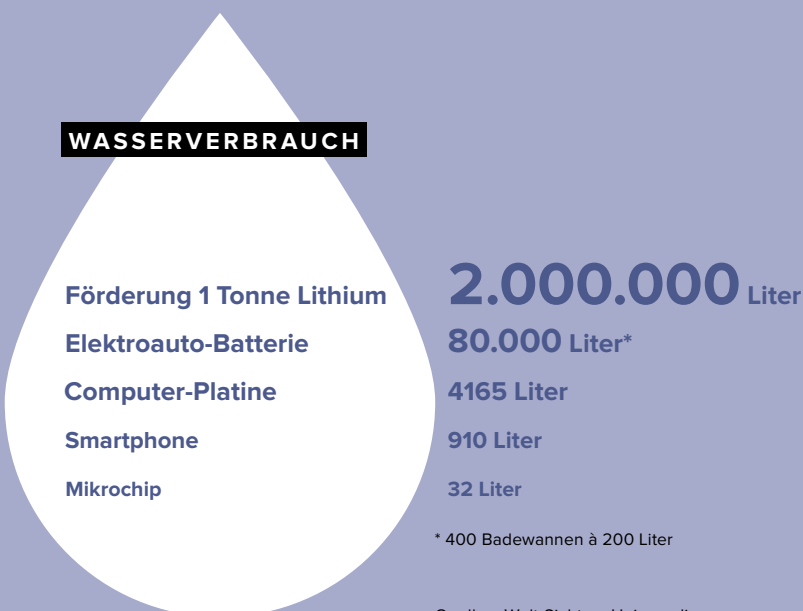 WASSERVERBRAUCH
Förderung 1 Tonne Lithium 2.000.000 Liter
Elektroauto-Batterie 80.000 Liter*
Computer-Platine 4165 Liter
Smartphone 910 Liter
Mikrochip 32 Liter
* 400 Badewannen à 200 Liter